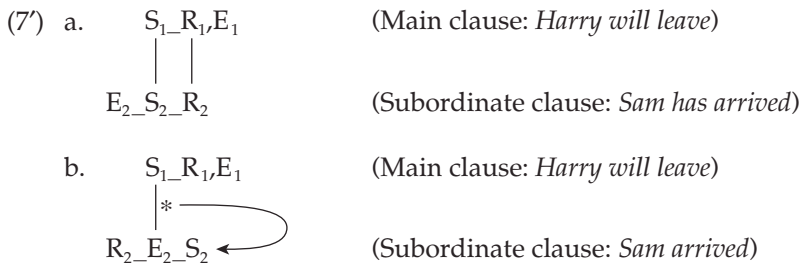 (7′) a. S₁_R₁,E₁ (Main clause: Harry will leave)
E₂_S₂_R₂ (Subordinate clause: Sam has arrived)
b. S₁_R₁,E₁ (Main clause: Harry will leave)
*
R₂_E₂_S₂ (Subordinate clause: Sam arrived)